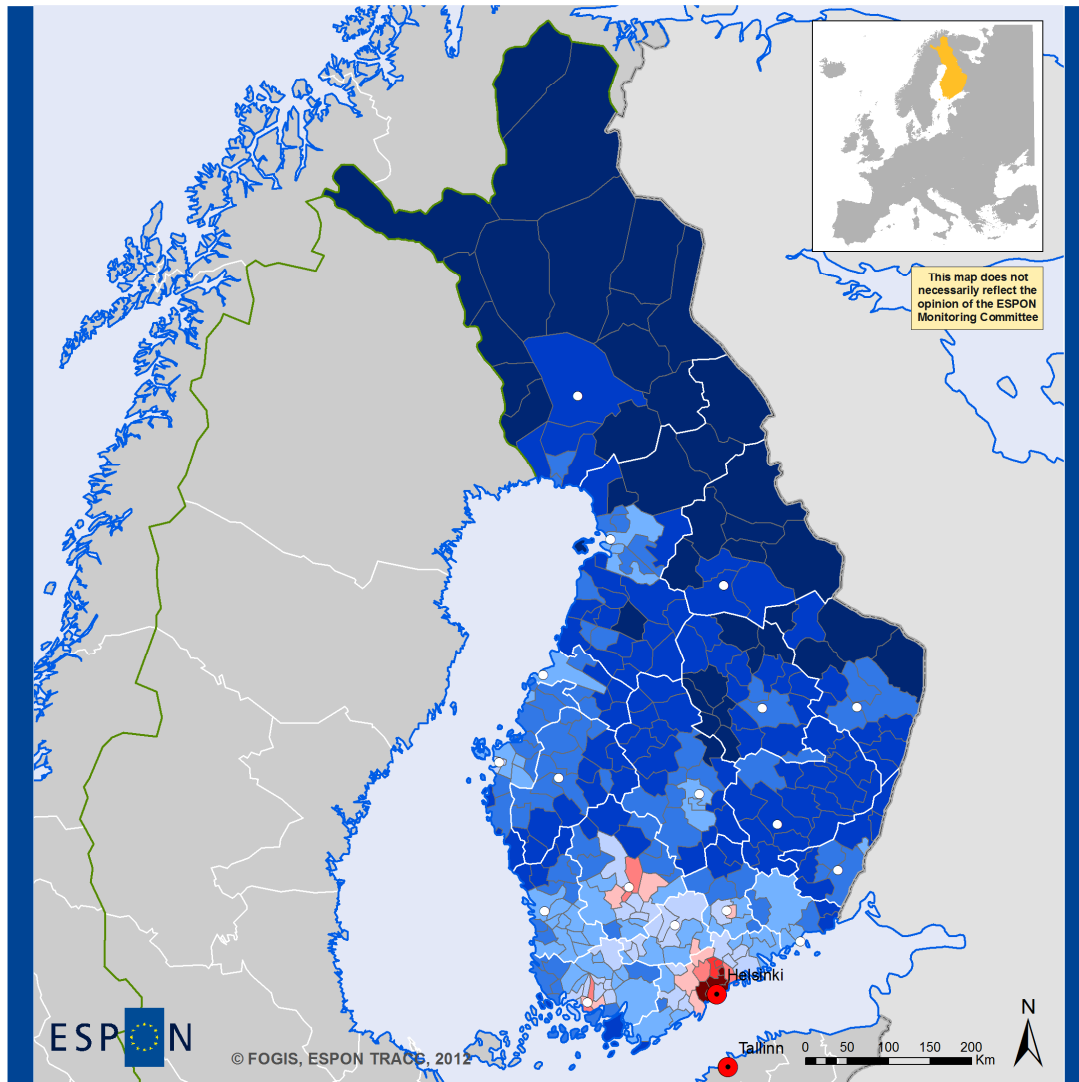 This map does not
necessarily reflect the
opinion of the ESPON
Monitoring Committee
Helsinki
N
ESPON
© FOGIS, ESPON TRACC, 2012
Tallinn
0 50 100 150 200
Km